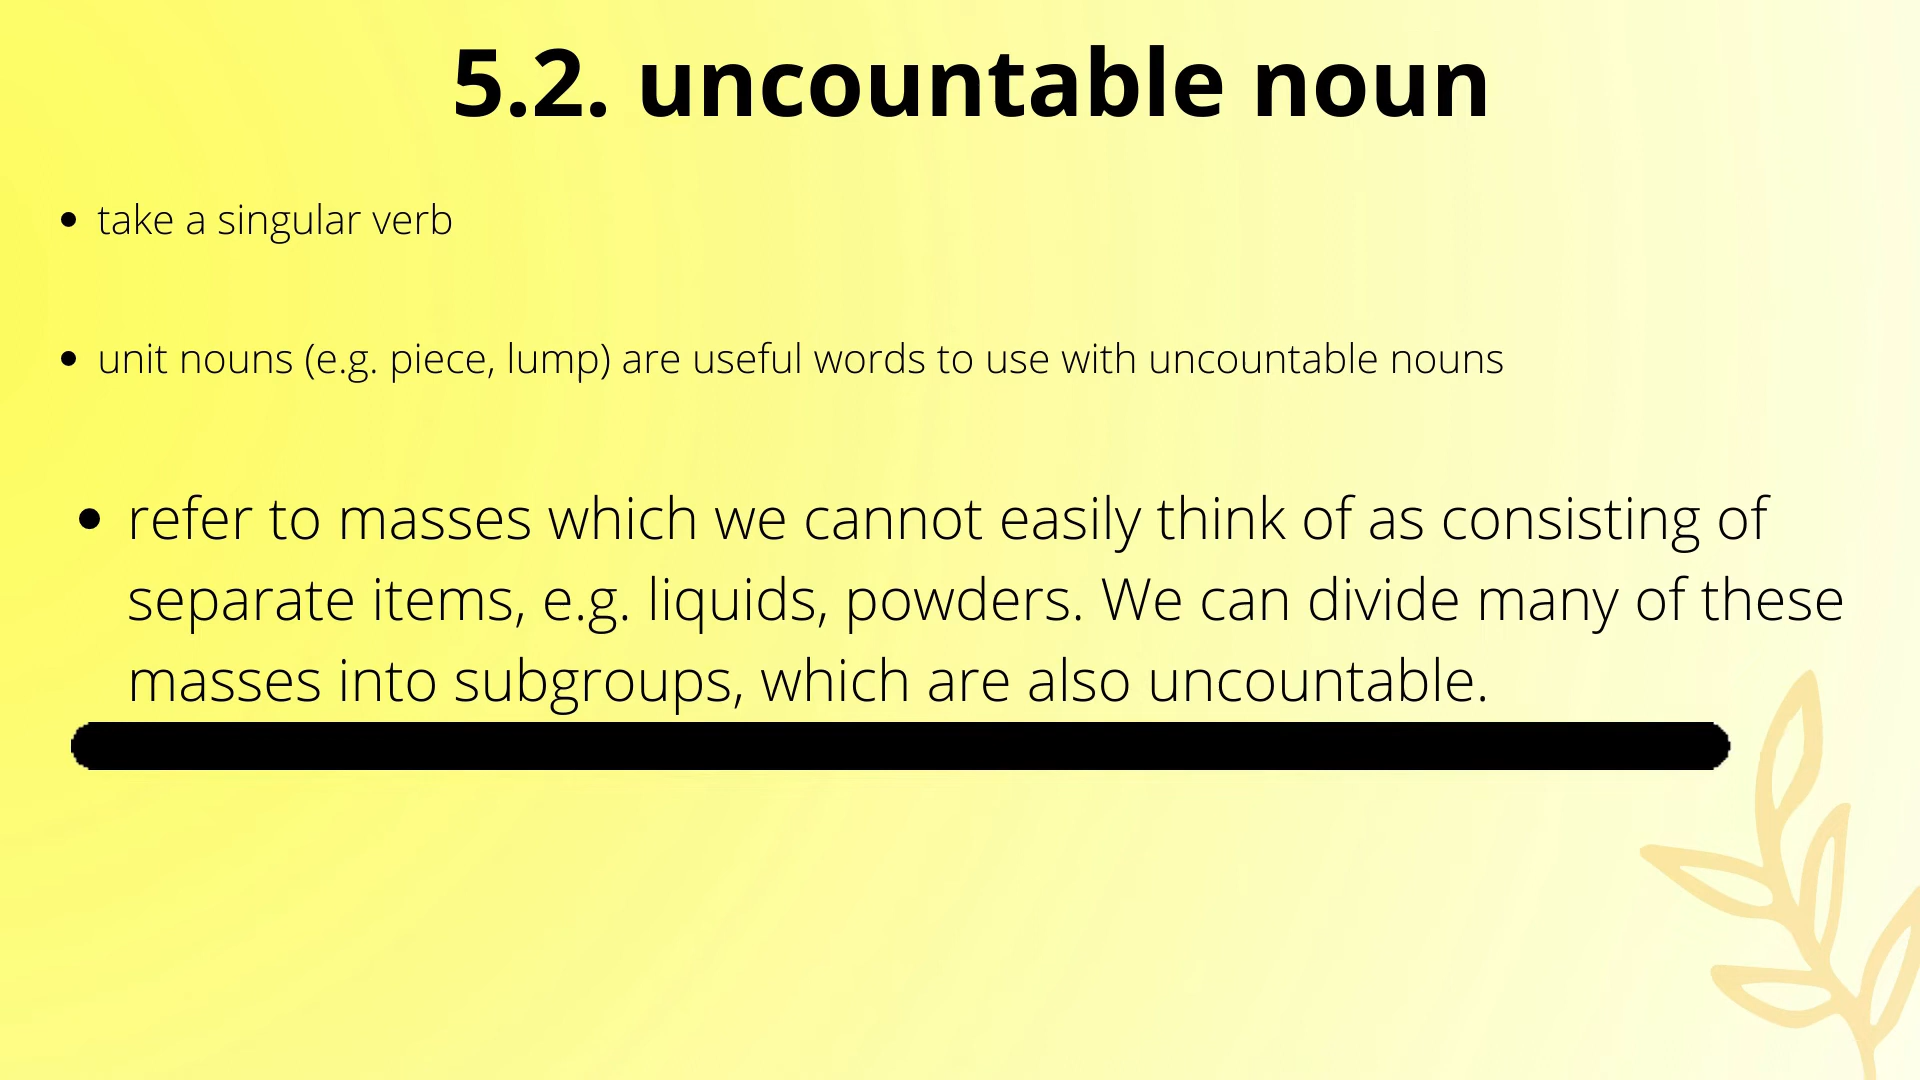 5.2. uncountable noun
• take a singular verb
• unit nouns (e.g. piece, lump) are useful words to use with uncountable nouns
• refer to masses which we cannot easily think of as consisting of
separate items, e.g. liquids, powders. We can divide many of these
masses into subgroups, which are also uncountable.